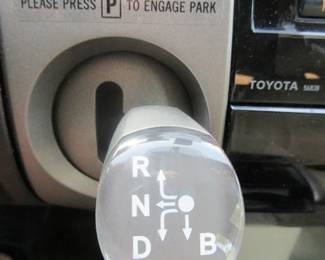 PLEASE PRESS P TO ENGAGE PARK
TOYOTA
R
N
D B